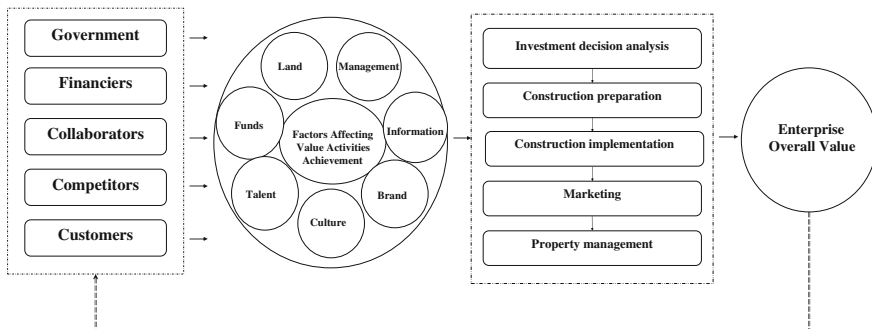 Government
Financiers
Collaborators
Competitors
Customers
Land
Management
Funds
Information
Factors Affecting
Value Activities
Achievement
Talent
Brand
Culture
Investment decision analysis
Construction preparation
Construction implementation
Marketing
Property management
Enterprise
Overall Value